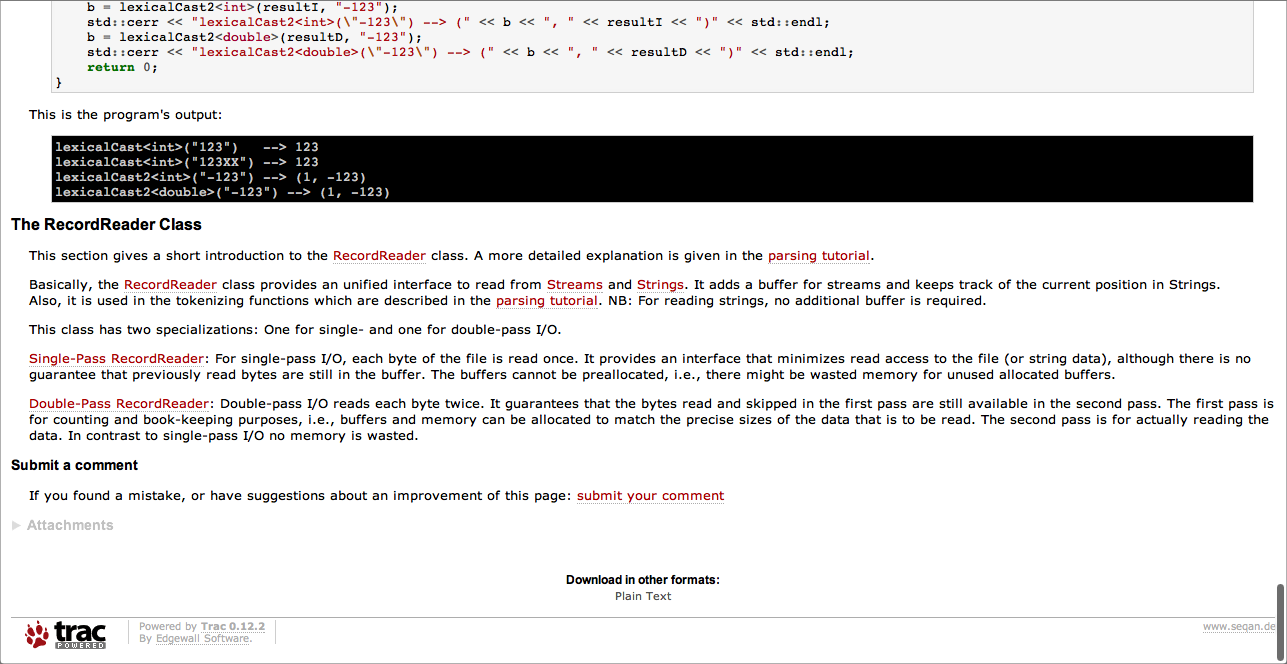 b = lexicalCast2<int>(resultI, "-123");
    std::cerr << "lexicalCast2<int>(\"-123\") --> (" << b << ", " << resultI << ")" << std::endl;
    b = lexicalCast2<double>(resultD, "-123");
    std::cerr << "lexicalCast2<double>(\"-123\") --> (" << b << ", " << resultD << ")" << std::endl;
    return 0;
}
This is the program's output:
lexicalCast<int>("123")   --> 123
lexicalCast<int>("123XX") --> 123
lexicalCast2<int>("-123") --> (1, -123)
lexicalCast2<double>("-123") --> (1, -123)
The RecordReader Class
This section gives a short introduction to the RecordReader class. A more detailed explanation is given in the parsing tutorial.
Basically, the RecordReader class provides an unified interface to read from Streams and Strings. It adds a buffer for streams and keeps track of the current position in Strings.
Also, it is used in the tokenizing functions which are described in the parsing tutorial. NB: For reading strings, no additional buffer is required.
This class has two specializations: One for single- and one for double-pass I/O.
Single-Pass RecordReader: For single-pass I/O, each byte of the file is read once. It provides an interface that minimizes read access to the file (or string data), although there is no
guarantee that previously read bytes are still in the buffer. The buffers cannot be preallocated, i.e., there might be wasted memory for unused allocated buffers.
Double-Pass RecordReader: Double-pass I/O reads each byte twice. It guarantees that the bytes read and skipped in the first pass are still available in the second pass. The first pass is
for counting and book-keeping purposes, i.e., buffers and memory can be allocated to match the precise sizes of the data that is to be read. The second pass is for actually reading the
data. In contrast to single-pass I/O no memory is wasted.
Submit a comment
If you found a mistake, or have suggestions about an improvement of this page: submit your comment
Attachments
Download in other formats:
Plain Text
trac
POWERED
Powered by Trac 0.12.2
By Edgewall Software.
www.seqan.de